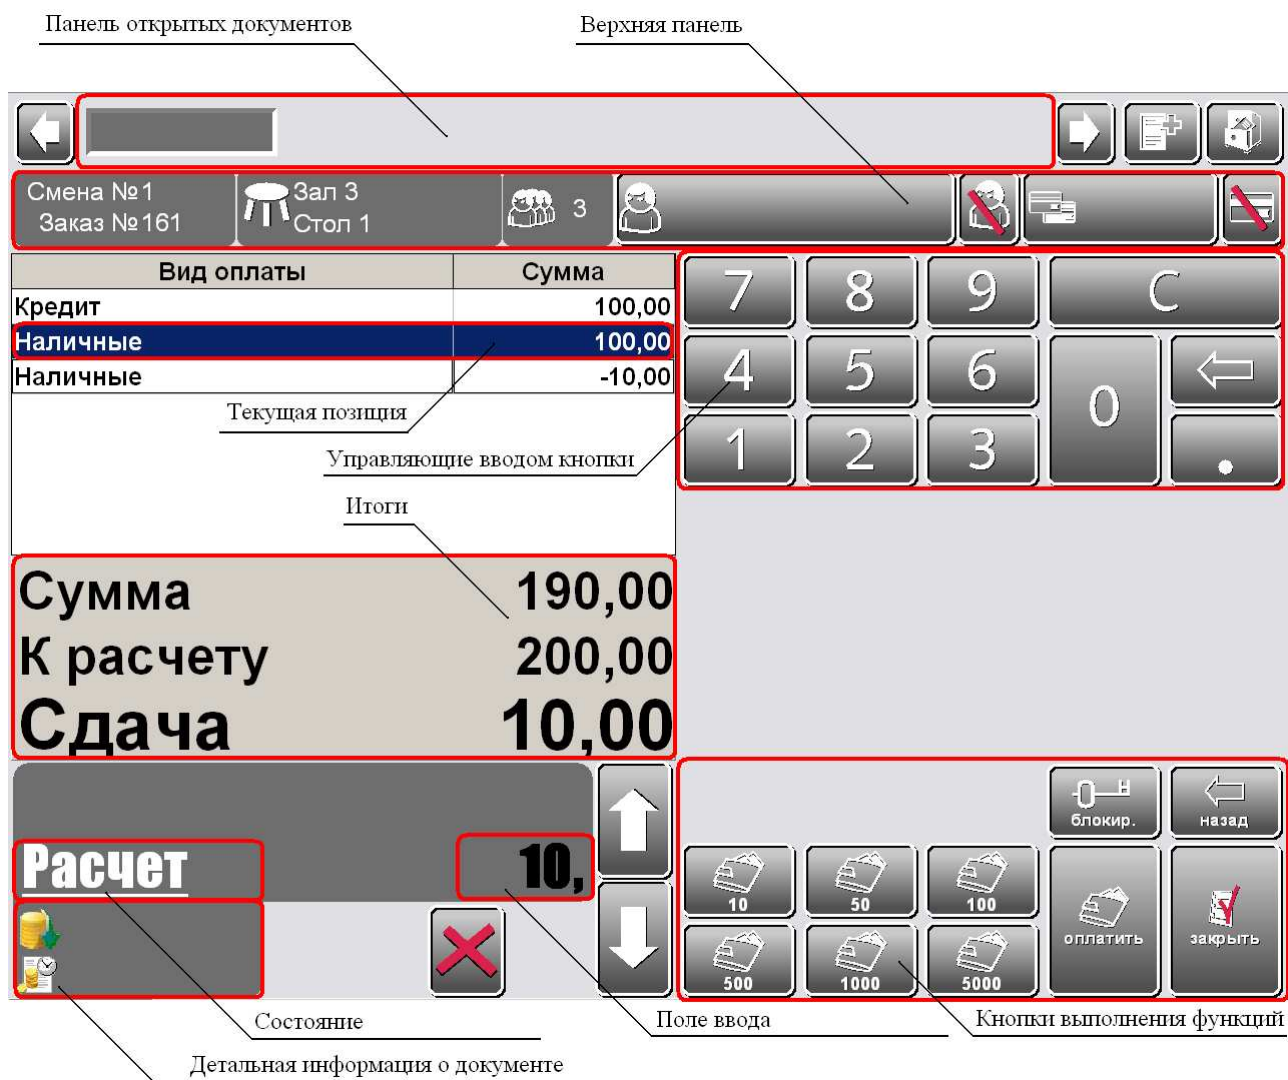 Панель открытых документов
Верхняя панель
Смена №1
Заказ №161
Зал 3
Стол 1
3
Вид оплаты Сумма
Кредит 100,00
Наличные 100,00
Наличные -10,00
Текущая позиция
Управляющие вводом кнопки
Итоги
7 8 9 C
4 5 6
0
1 2 3 .
Сумма 190,00
К расчету 200,00
Сдача 10,00
Расчет 10,
блокир. назад
10 50 100
оплатить закрыть
500 1000 5000
Состояние
Поле ввода
Кнопки выполнения функций
Детальная информация о документе